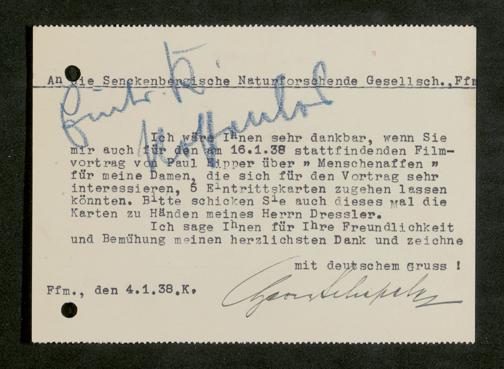 An die Senckenbergische Naturforschende Gesellsch., Ffm
Ich wäre Ihnen sehr dankbar, wenn Sie
mir auch für den am 16.1.38 stattfindenden Film-
vortrag von Paul Eipper über " Menschenaffen "
für meine Damen, die sich für den Vortrag sehr
interessieren, 5 Eintrittskarten zugehen lassen
könnten. Bitte schicken Sie auch dieses mal die
Karten zu Händen meines Herrn Dressler.
Ich sage Ihnen für Ihre Freundlichkeit
und Bemühung meinen herzlichsten Dank und zeichne
mit deutschem gruss !
Ffm., den 4.1.38.K.